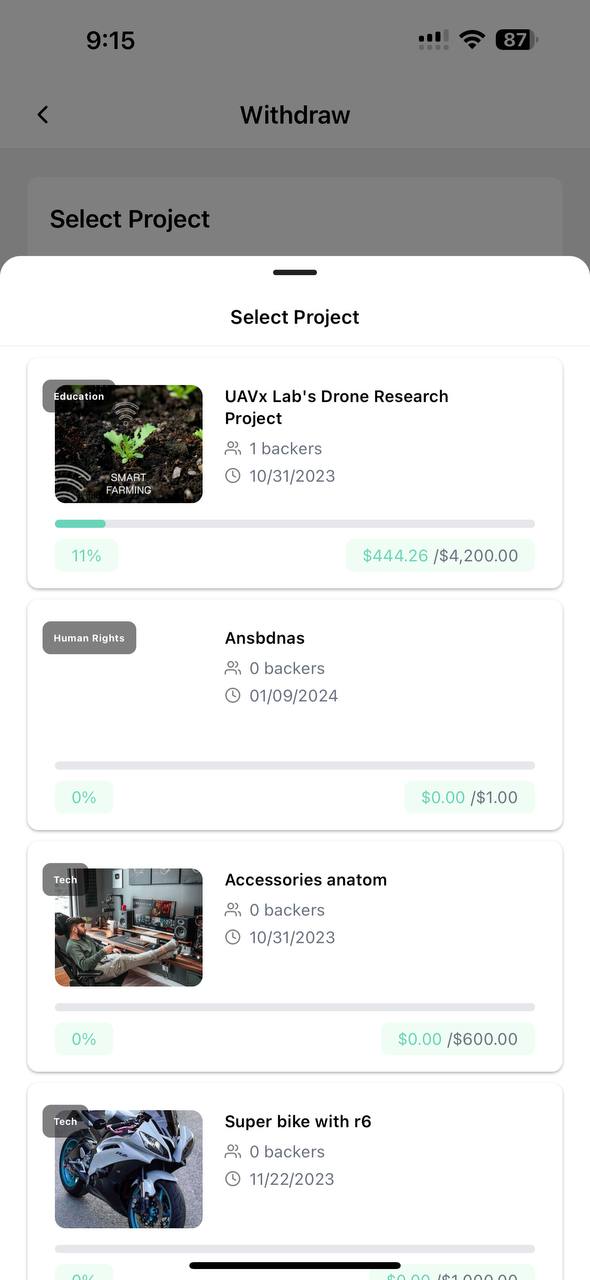 9:15
87
Withdraw
Select Project
Select Project
Education
SMART
FARMING
UAVx Lab's Drone Research
Project
1 backers
10/31/2023
11%
$444.26 /$4,200.00
Human Rights
Ansbdnas
0 backers
01/09/2024
0%
$0.00 /$1.00
Tech
Accessories anatom
0 backers
10/31/2023
0%
$0.00 /$600.00
Tech
Super bike with r6
0 backers
11/22/2023
0%
$0.00 /$1,000.00